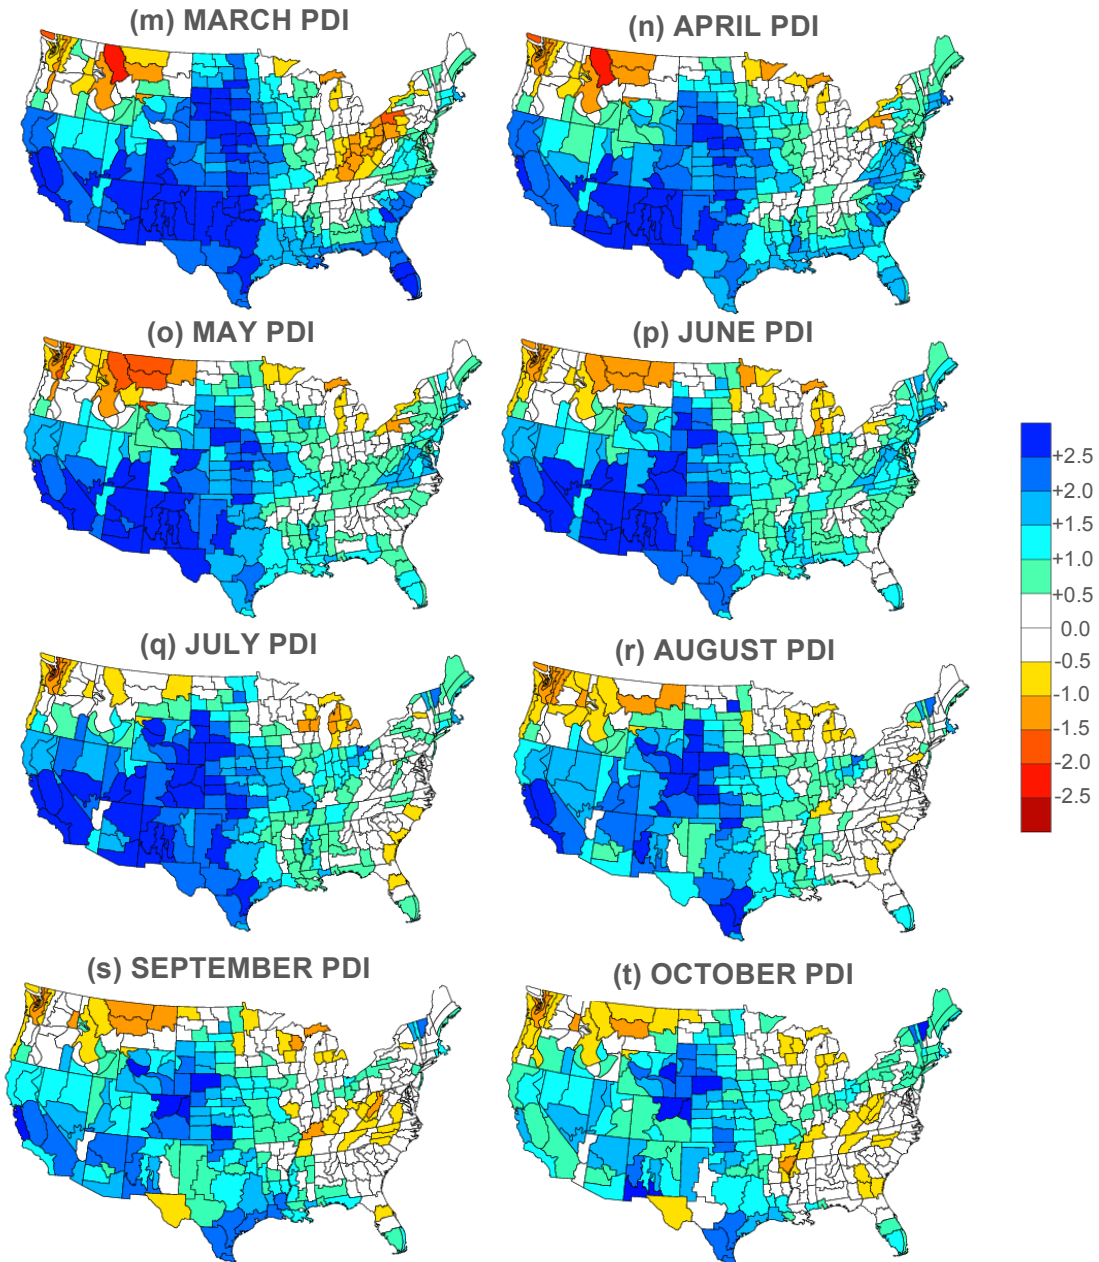 (m) MARCH PDI
(n) APRIL PDI
(o) MAY PDI
(p) JUNE PDI
(q) JULY PDI
(r) AUGUST PDI
(s) SEPTEMBER PDI
(t) OCTOBER PDI
+2.5
+2.0
+1.5
+1.0
+0.5
0.0
-0.5
-1.0
-1.5
-2.0
-2.5